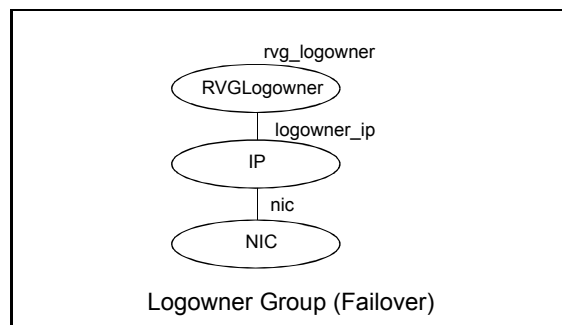 rvg_logowner
RVGLogowner
logowner_ip
IP
nic
NIC
Logowner Group (Failover)